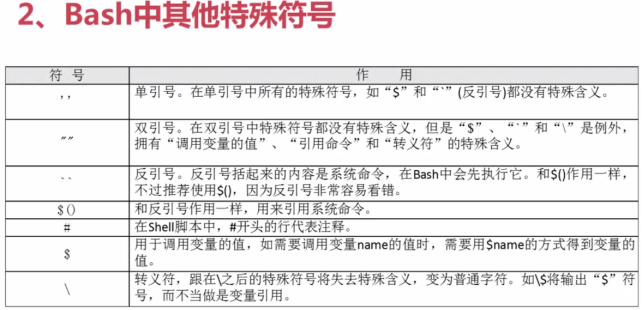 2、Bash中其他特殊符号
符 号 作 用
' ' 单引号。在单引号中所有的特殊符号，如“$”和“`”(反引号)都没有特殊含义。
" " 双引号。在双引号中特殊符号都没有特殊含义，但是“$”、“`”和“\”是例外，
拥有“调用变量的值”、“引用命令”和“转义符”的特殊含义。
` ` 反引号。反引号括起来的内容是系统命令，在Bash中会先执行它。和$()作用一样，
不过推荐使用$()，因为反引号非常容易看错。
$() 和反引号作用一样，用来引用系统命令。
# 在Shell脚本中，#开头的行代表注释。
$ 用于调用变量的值，如需要调用变量name的值时，需要用$name的方式得到变量的
值。
\ 转义符，跟在\之后的特殊符号将失去特殊含义，变为普通字符。如\$将输出“$”符
号，而不当做是变量引用。